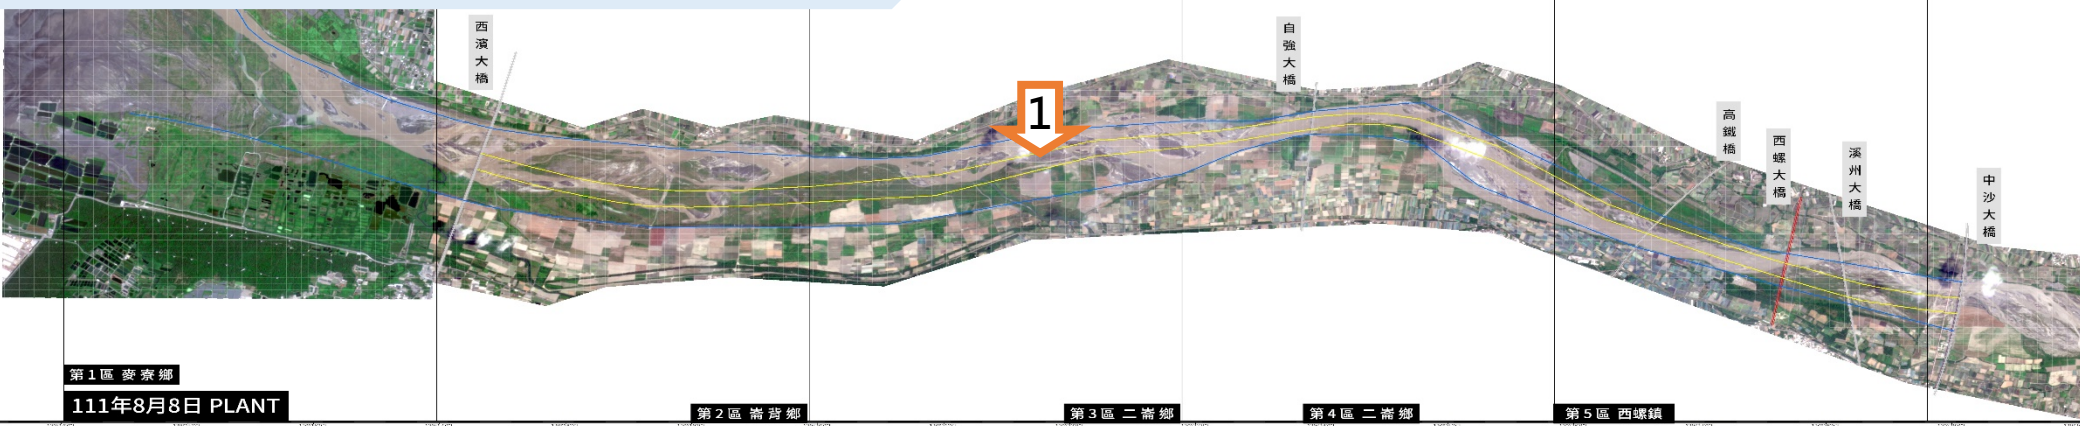 西濱大橋
1
自強大橋
高鐵橋
西螺大橋
溪州大橋
中沙大橋
第1區 麥寮鄉
111年8月8日 PLANT
第2區 崙背鄉
第3區 二崙鄉
第4區 二崙鄉
第5區 西螺鎮